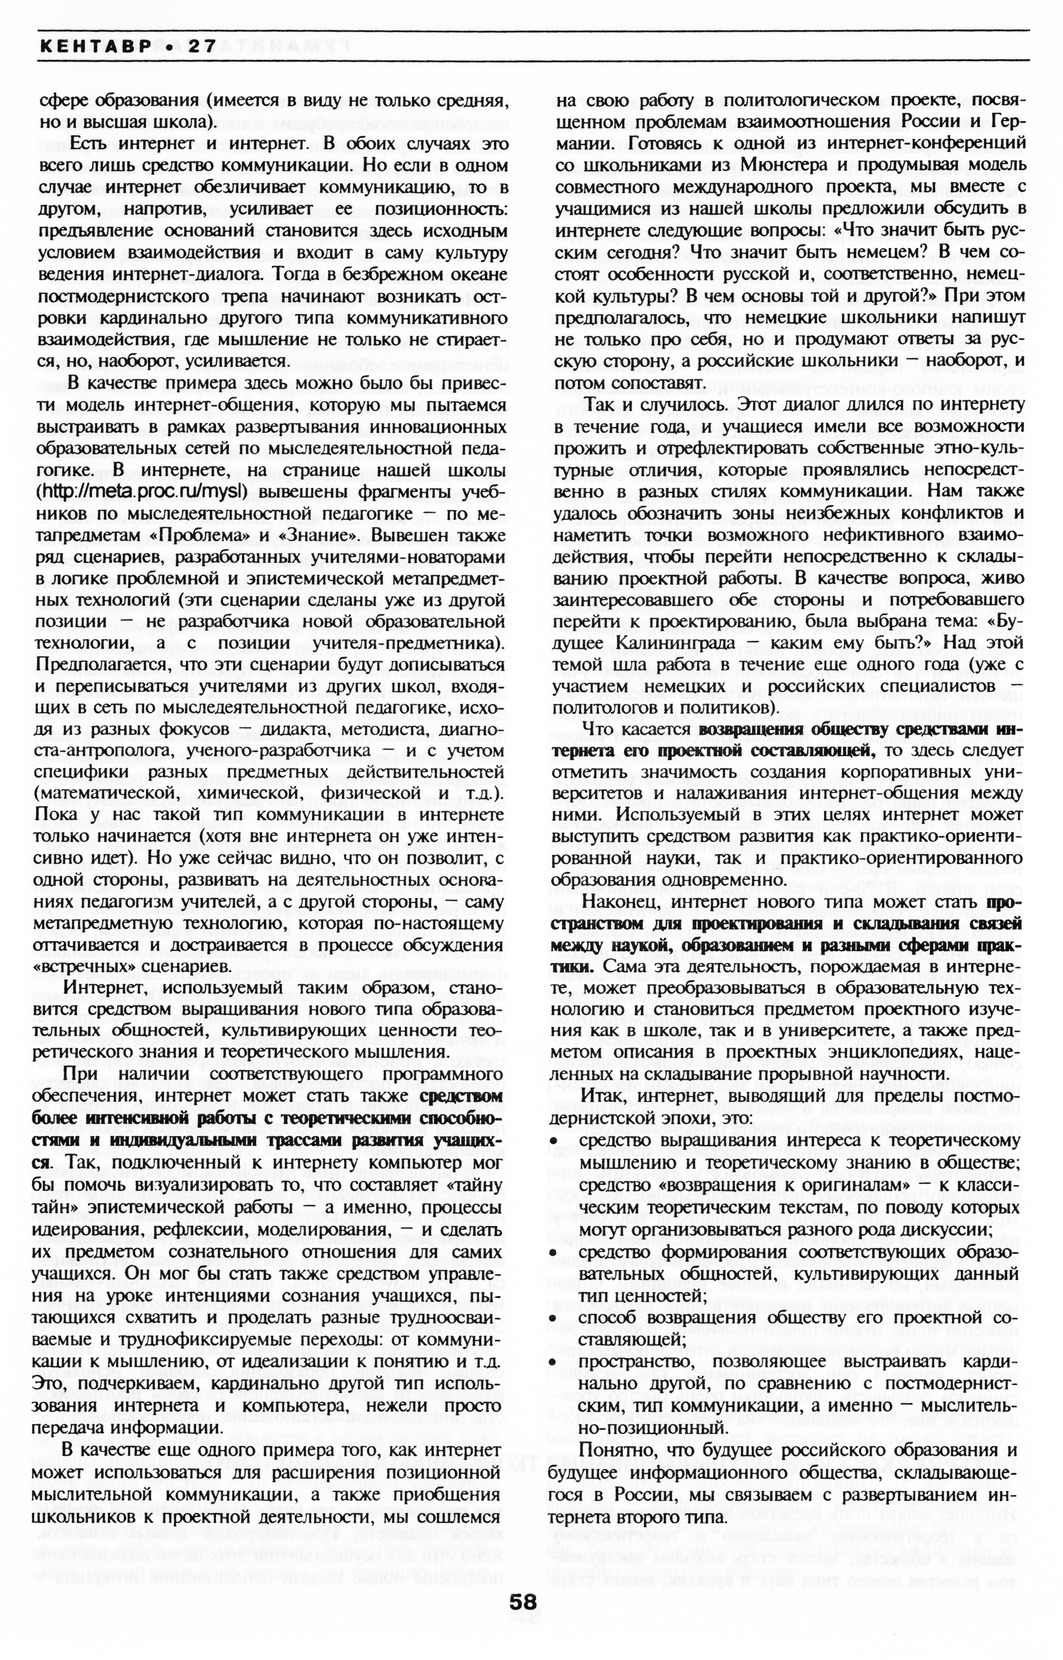 КЕНТАВР • 27
сфере образования (имеется в виду не только средняя,
но и высшая школа).
Есть интернет и интернет. В обоих случаях это
всего лишь средство коммуникации. Но если в одном
случае интернет обезличивает коммуникацию, то в
другом, напротив, усиливает ее позиционность:
предъявление оснований становится здесь исходным
условием взаимодействия и входит в саму культуру
ведения интернет-диалога. Тогда в безбрежном океане
постмодернистского трепа начинают возникать ост-
ровки кардинально другого типа коммуникативного
взаимодействия, где мышление не только не стирает-
ся, но, наоборот, усиливается.
В качестве примера здесь можно было бы привес-
ти модель интернет-общения, которую мы пытаемся
выстраивать в рамках развертывания инновационных
образовательных сетей по мыследеятельностной педа-
гогике. В интернете, на странице нашей школы
(http://meta.proc.ru/mysl) вывешены фрагменты учеб-
ников по мыследеятельностной педагогике — по ме-
тапредметам «Проблема» и «Знание». Вывешен также
ряд сценариев, разработанных учителями-новаторами
в логике проблемной и эпистемической метапредмет-
ных технологий (эти сценарии сделаны уже из другой
позиции — не разработчика новой образовательной
технологии, а с позиции учителя-предметника).
Предполагается, что эти сценарии будут дописываться
и переписываться учителями из других школ, входя-
щих в сеть по мыследеятельностной педагогике, исхо-
дя из разных фокусов — дидакта, методиста, диагно-
ста-антрополога, ученого-разработчика — и с учетом
специфики разных предметных действительностей
(математической, химической, физической и т.д.).
Пока у нас такой тип коммуникации в интернете
только начинается (хотя вне интернета он уже интен-
сивно идет). Но уже сейчас видно, что он позволит, с
одной стороны, развивать на деятельностных основа-
ниях педагогизм учителей, а с другой стороны, — саму
метапредметную технологию, которая по-настоящему
оттачивается и достраивается в процессе обсуждения
«встречных» сценариев.
Интернет, используемый таким образом, стано-
вится средством выращивания нового типа образова-
тельных общностей, культивирующих ценности тео-
ретического знания и теоретического мышления.
При наличии соответствующего программного
обеспечения, интернет может стать также средством
более интенсивной работы с теоретическими способно-
стями и индивидуальными трассами развития учащих-
ся. Так, подключенный к интернету компьютер мог
бы помочь визуализировать то, что составляет «тайну
тайн» эпистемической работы — а именно, процессы
идеирования, рефлексии, моделирования, — и сделать
их предметом сознательного отношения для самих
учащихся. Он мог бы стать также средством управле-
ния на уроке интенциями сознания учащихся, пы-
тающихся схватить и проделать разные трудноосваи-
ваемые и труднофиксируемые переходы: от коммуни-
кации к мышлению, от идеализации к понятию и т.д.
Это, подчеркиваем, кардинально другой тип исполь-
зования интернета и компьютера, нежели просто
передача информации.
В качестве еще одного примера того, как интернет
может использоваться для расширения позиционной
мыслительной коммуникации, а также приобщения
школьников к проектной деятельности, мы сошлемся
на свою работу в политологическом проекте, посвя-
щенном проблемам взаимоотношения России и Гер-
мании. Готовясь к одной из интернет-конференций
со школьниками из Мюнстера и продумывая модель
совместного международного проекта, мы вместе с
учащимися из нашей школы предложили обсудить в
интернете следующие вопросы: «Что значит быть рус-
ским сегодня? Что значит быть немецем? В чем со-
стоят особенности русской и, соответственно, немец-
кой культуры? В чем основы той и другой?» При этом
предполагалось, что немецкие школьники напишут
не только про себя, но и продумают ответы за рус-
скую сторону, а российские школьники — наоборот, и
потом сопоставят.
Так и случилось. Этот диалог длился по интернету
в течение года, и учащиеся имели все возможности
прожить и отрефлектировать собственные этно-куль-
турные отличия, которые проявлялись непосредст-
венно в разных стилях коммуникации. Нам также
удалось обозначить зоны неизбежных конфликтов и
наметить точки возможного нефиктивного взаимо-
действия, чтобы перейти непосредственно к склады-
ванию проектной работы. В качестве вопроса, живо
заинтересовавшего обе стороны и потребовавшего
перейти к проектированию, была выбрана тема: «Бу-
дущее Калининграда — каким ему быть?» Над этой
темой шла работа в течение еще одного года (уже с
участием немецких и российских специалистов —
политологов и политиков).
Что касается возвращения обществу средствами ин-
тернета его проектной составляющей, то здесь следует
отметить значимость создания корпоративных уни-
верситетов и налаживания интернет-общения между
ними. Используемый в этих целях интернет может
выступить средством развития как практико-ориенти-
рованной науки, так и практико-ориентированного
образования одновременно.
Наконец, интернет нового типа может стать про-
странством для проектирования и складывания связей
между наукой, образованием и разными сферами прак-
тики. Сама эта деятельность, порождаемая в интерне-
те, может преобразовываться в образовательную тех-
нологию и становиться предметом проектного изуче-
ния как в школе, так и в университете, а также пред-
метом описания в проектных энциклопедиях, наце-
ленных на складывание прорывной научности.
Итак, интернет, выводящий для пределы постмо-
дернистской эпохи, это:
• средство выращивания интереса к теоретическому
мышлению и теоретическому знанию в обществе;
средство «возвращения к оригиналам» — к класси-
ческим теоретическим текстам, по поводу которых
могут организовываться разного рода дискуссии;
• средство формирования соответствующих образо-
вательных общностей, культивирующих данный
тип ценностей;
• способ возвращения обществу его проектной со-
ставляющей;
• пространство, позволяющее выстраивать карди-
нально другой, по сравнению с постмодернист-
ским, тип коммуникации, а именно — мыслитель-
но-позиционный.
Понятно, что будущее российского образования и
будущее информационного общества, складывающе-
гося в России, мы связываем с развертыванием ин-
тернета второго типа.
58